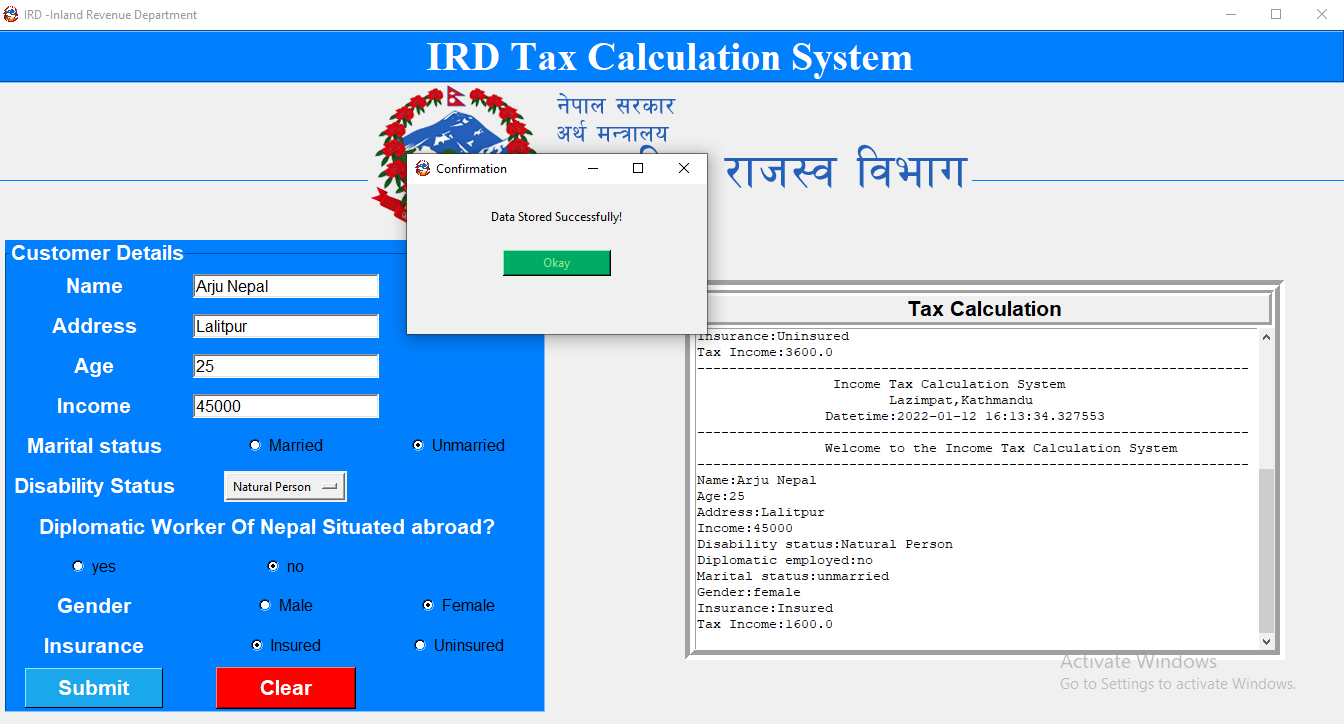 IRD -Inland Revenue Department
IRD Tax Calculation System
नेपाल सरकार
अर्थ मन्त्रालय
राजस्व विभाग
Confirmation
Data Stored Successfully!
Okay
Customer Details
Name Arju Nepal
Address Lalitpur
Age 25
Income 45000
Marital status Married Unmarried
Disability Status Natural Person
Diplomatic Worker Of Nepal Situated abroad?
yes no
Gender Male Female
Insurance Insured Uninsured
Submit Clear
Tax Calculation
Insurance:Uninsured
Tax Income:3600.0
---------------------------------------------------------------------
Income Tax Calculation System
Lazimpat,Kathmandu
Datetime:2022-01-12 16:13:34.327553
---------------------------------------------------------------------
Welcome to the Income Tax Calculation System
---------------------------------------------------------------------
Name:Arju Nepal
Age:25
Address:Lalitpur
Income:45000
Disability status:Natural Person
Diplomatic employed:no
Marital status:unmarried
Gender:female
Insurance:Insured
Tax Income:1600.0
Activate Windows
Go to Settings to activate Windows.